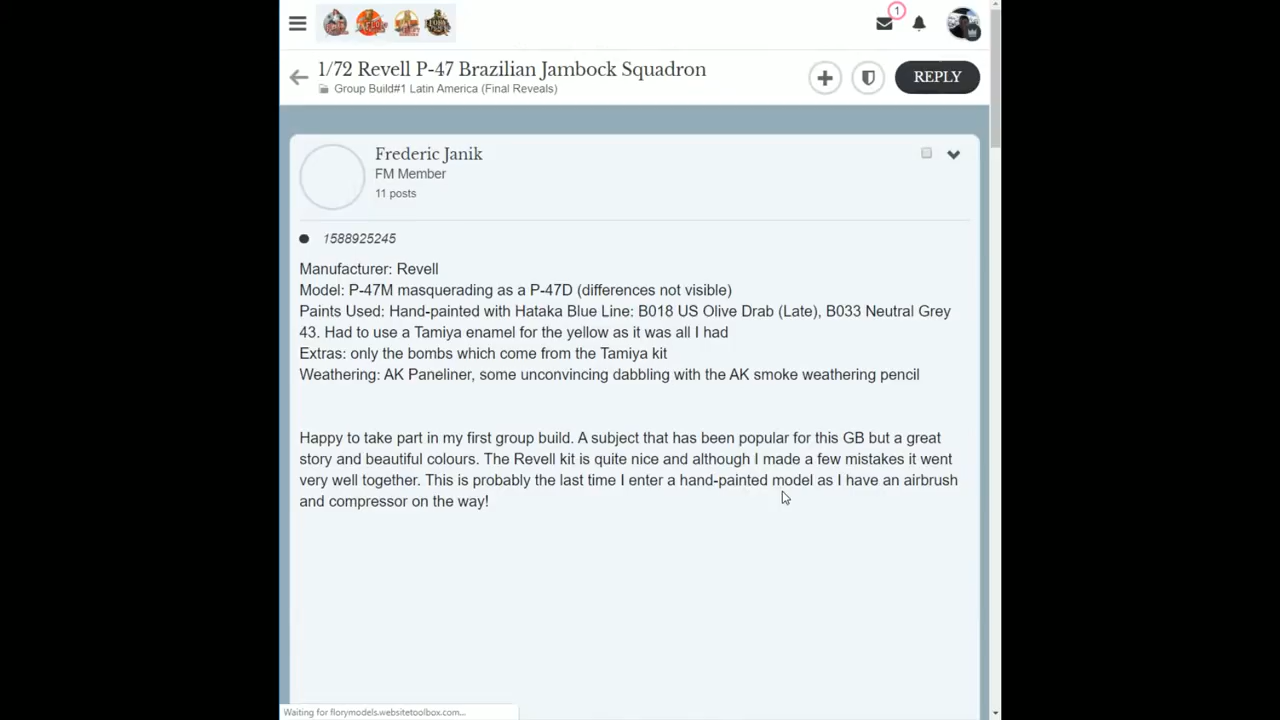 1
1/72 Revell P-47 Brazilian Jambock Squadron
Group Build#1 Latin America (Final Reveals)
REPLY
Frederic Janik
FM Member
11 posts
1588925245
Manufacturer: Revell
Model: P-47M masquerading as a P-47D (differences not visible)
Paints Used: Hand-painted with Hataka Blue Line: B018 US Olive Drab (Late), B033 Neutral Grey
43. Had to use a Tamiya enamel for the yellow as it was all I had
Extras: only the bombs which come from the Tamiya kit
Weathering: AK Paneliner, some unconvincing dabbling with the AK smoke weathering pencil
Happy to take part in my first group build. A subject that has been popular for this GB but a great
story and beautiful colours. The Revell kit is quite nice and although I made a few mistakes it went
very well together. This is probably the last time I enter a hand-painted model as I have an airbrush
and compressor on the way!
Waiting for florymodels.websitetoolbox.com...